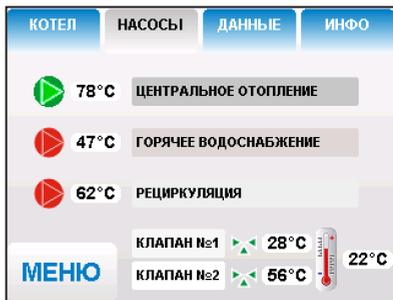 КОТЕЛ НАСОСЫ ДАННЫЕ ИНФО
78°C ЦЕНТРАЛЬНОЕ ОТОПЛЕНИЕ
47°C ГОРЯЧЕЕ ВОДОСНАБЖЕНИЕ
62°C РЕЦИРКУЛЯЦИЯ
КЛАПАН №1 28°C
22°C
МЕНЮ КЛАПАН №2 56°C